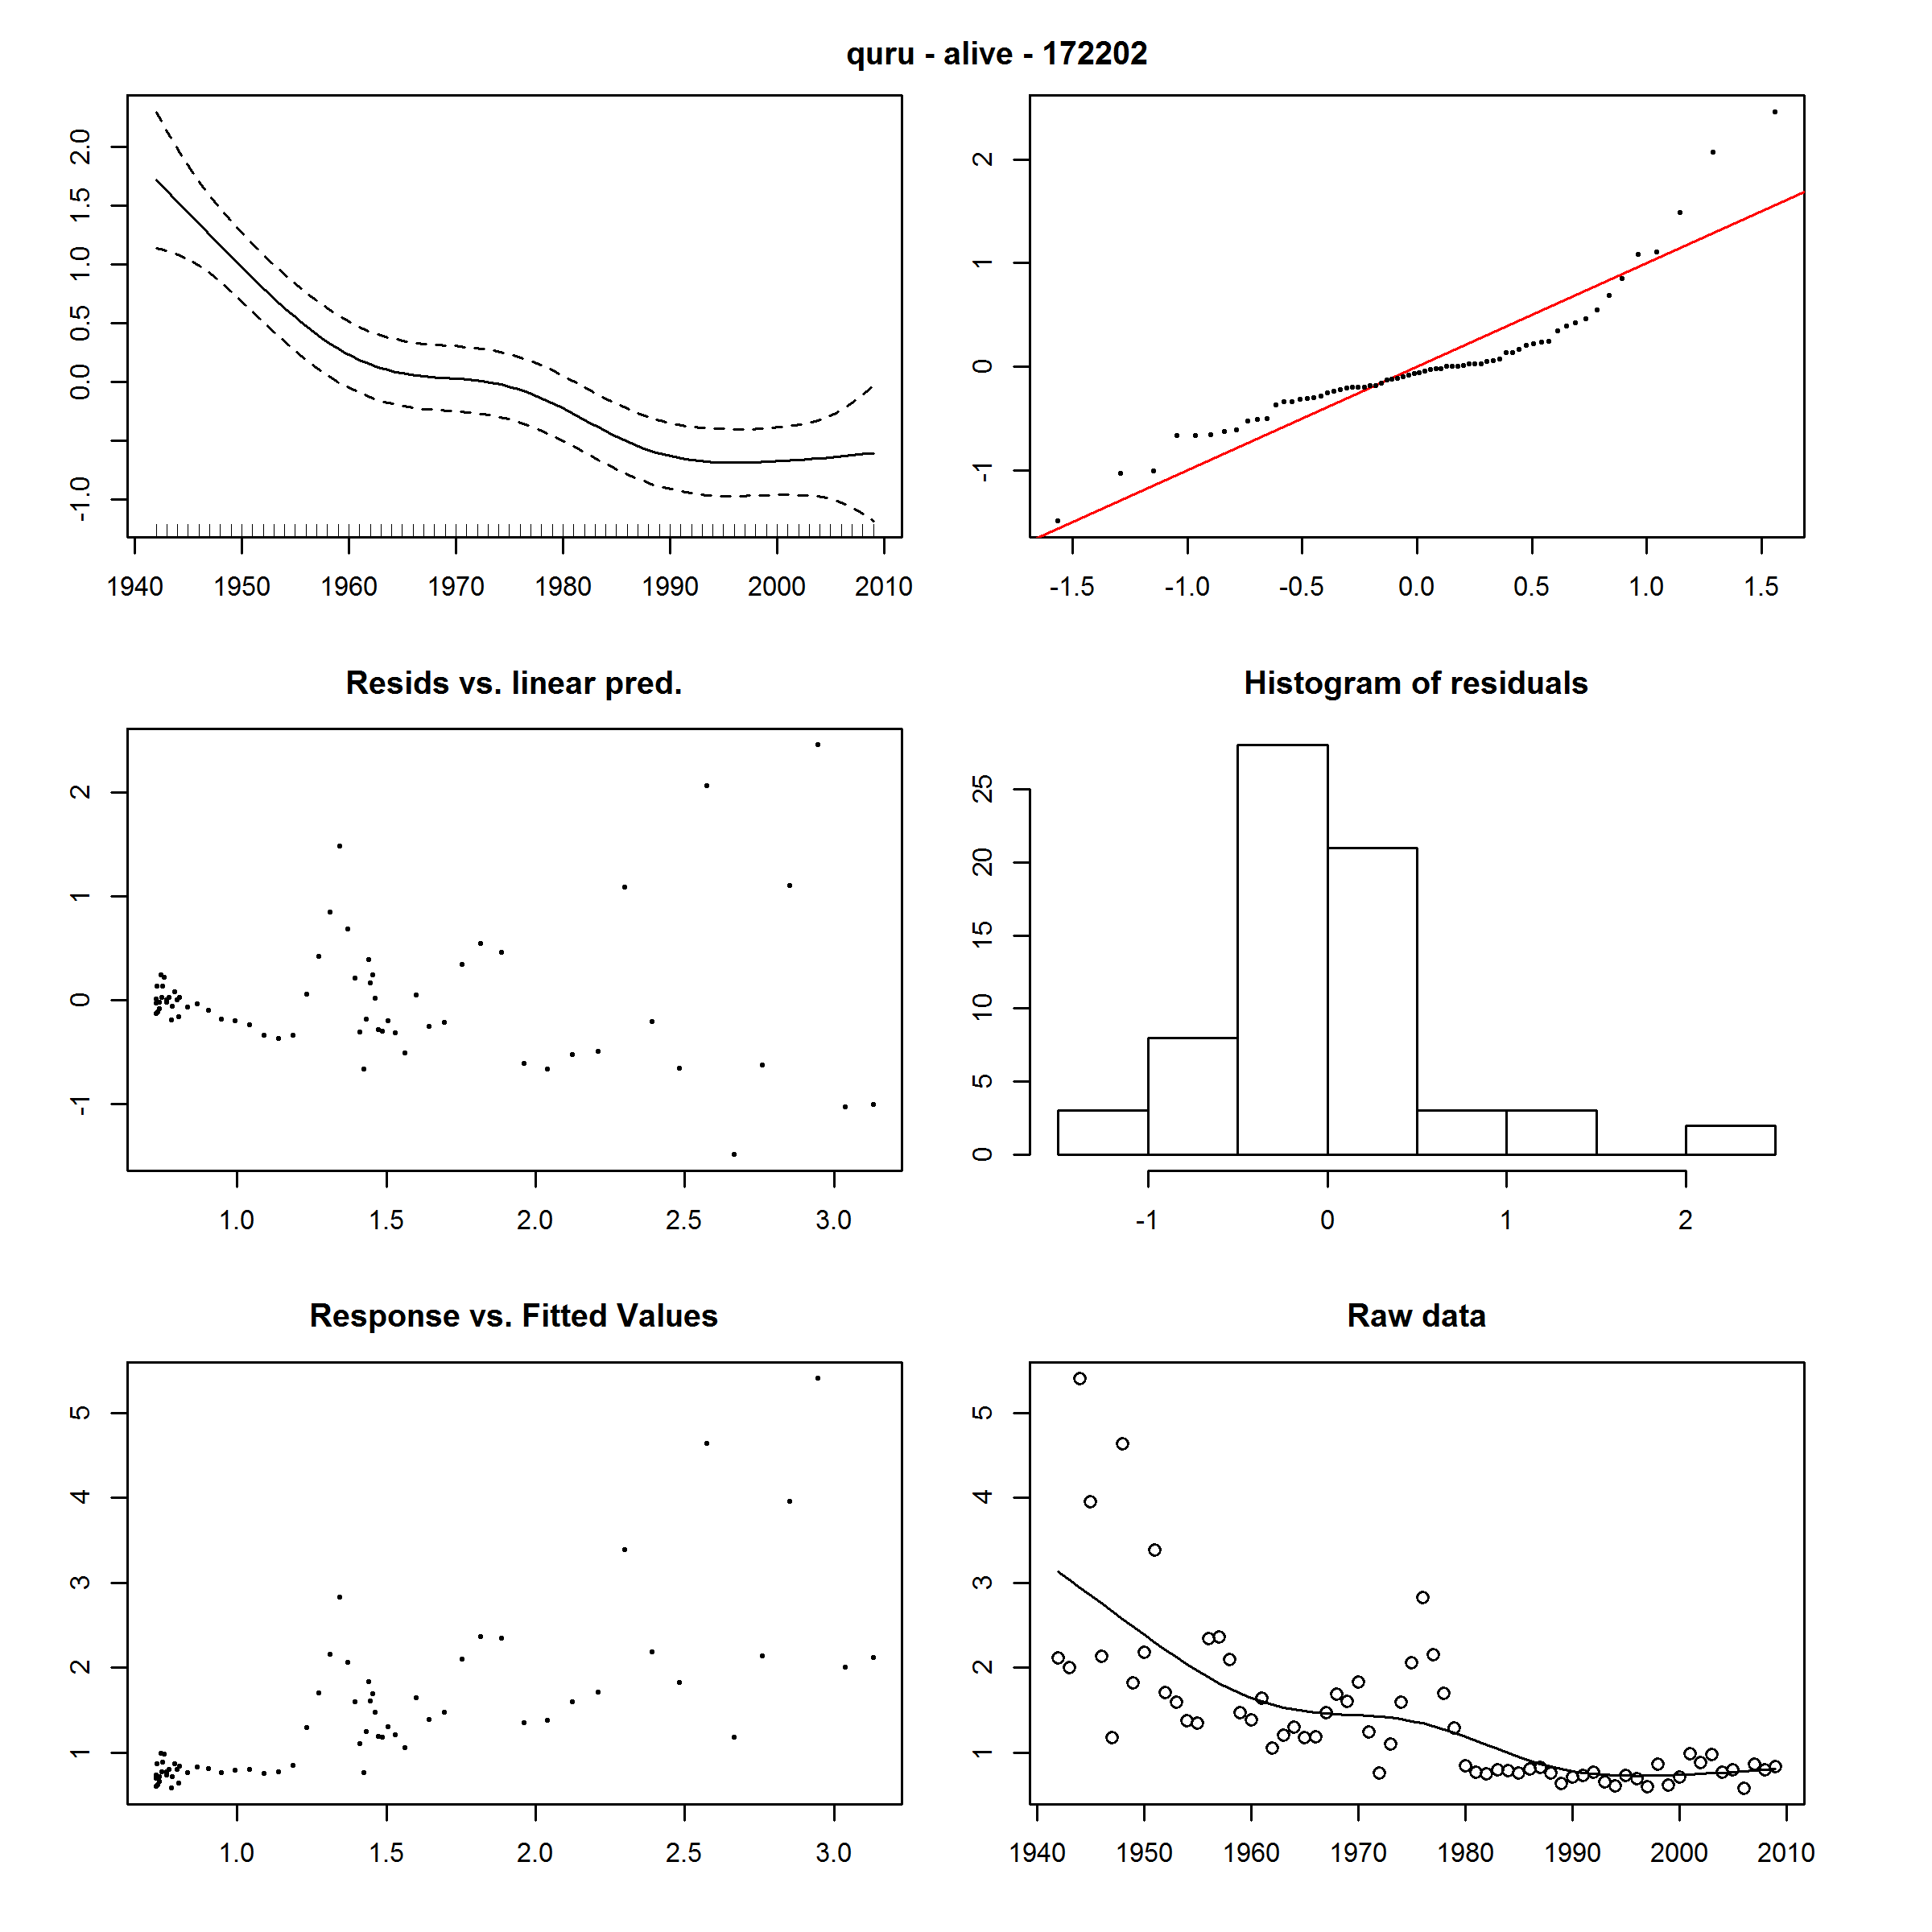 quru - alive - 172202
2.0
1.5
1.0
0.5
0.0
-1.0
1940 1950 1960 1970 1980 1990 2000 2010
2
1
0
-1
-1.5 -1.0 -0.5 0.0 0.5 1.0 1.5
Resids vs. linear pred.
2
1
0
-1
1.0 1.5 2.0 2.5 3.0
Histogram of residuals
25
20
15
10
5
0
-1 0 1 2
Response vs. Fitted Values
5
4
3
2
1
1.0 1.5 2.0 2.5 3.0
Raw data
5
4
3
2
1
1940 1950 1960 1970 1980 1990 2000 2010